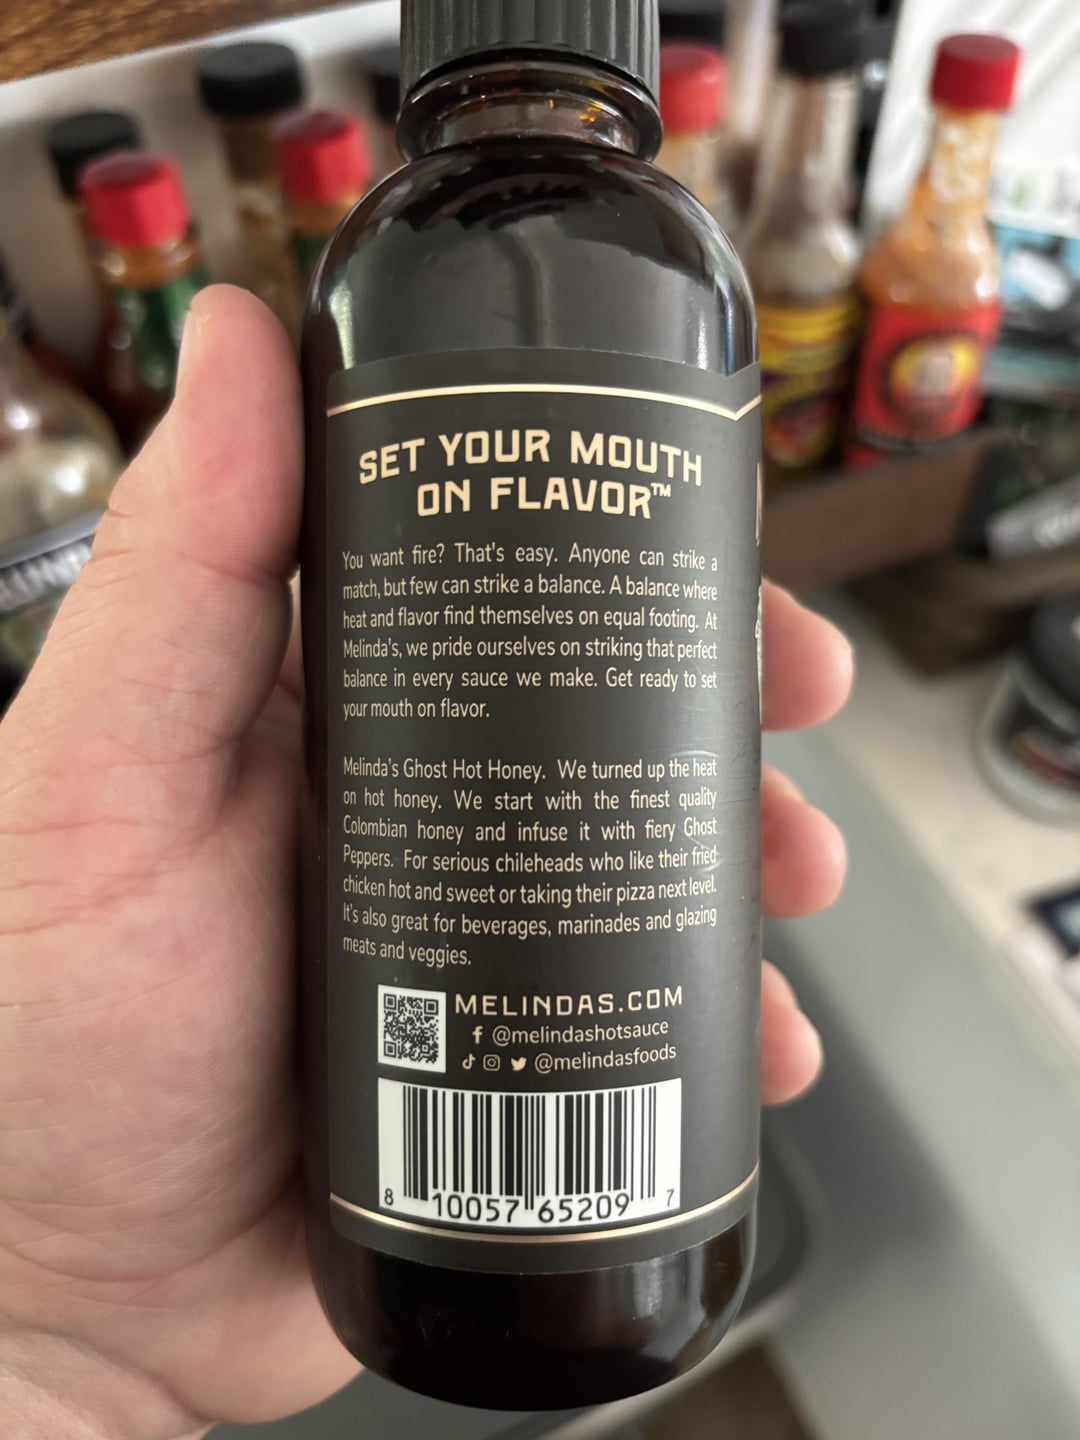 SET YOUR MOUTH
ON FLAVOR™
You want fire? That's easy. Anyone can strike a
match, but few can strike a balance. A balance where
heat and flavor find themselves on equal footing. At
Melinda's, we pride ourselves on striking that perfect
balance in every sauce we make. Get ready to set
your mouth on flavor.
Melinda's Ghost Hot Honey. We turned up the heat
on hot honey. We start with the finest quality
Colombian honey and infuse it with fiery Ghost
Peppers. For serious chileheads who like their fried
chicken hot and sweet or taking their pizza next level.
It's also great for beverages, marinades and glazing
meats and veggies.
MELINDAS.COM
@melindashotsauce
@melindasfoods
8 10057 65209 7